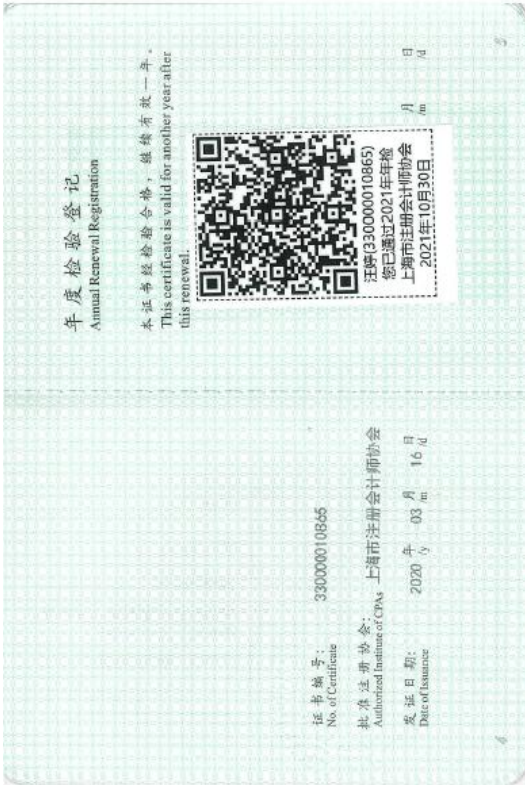 年度检验登记
Annual Renewal Registration
本证书经检验合格，继续有效一年。
This certificate is valid for another year after
this renewal.
汪婷(330000010865)
您已通过2021年年检
上海市注册会计师协会
2021年10月30日
月 日
/m /d
5
证书编号： 330000010865
No. of Certificate
批准注册协会： 上海市注册会计师协会
Authorized Institute of CPAs
发证日期： 2020 年 03 月 16 日
Date of Issuance /y /m /d
4